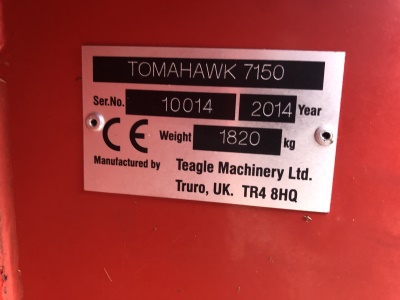 TOMAHAWK 7150
Ser.No. 10014 2014 Year
CE Weight 1820 kg
Manufactured by Teagle Machinery Ltd.
Truro, UK. TR4 8HQ